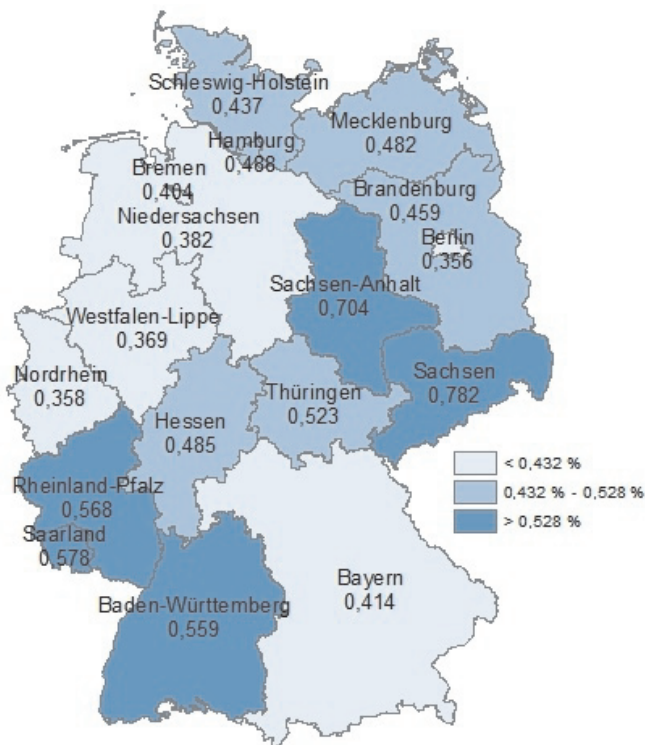 Schleswig-Holstein
0,437
Mecklenburg
0,482
Hamburg
0,488
Bremen
0,404
Brandenburg
0,459
Niedersachsen
0,382
Berlin
0,356
Sachsen-Anhalt
0,704
Westfalen-Lippe
0,369
Nordrhein
0,358
Sachsen
0,782
Thüringen
0,523
Hessen
0,485
Rheinland-Pfalz
0,568
Saarland
0,578
Bayern
0,414
Baden-Württemberg
0,559
< 0,432 %
0,432 % - 0,528 %
> 0,528 %